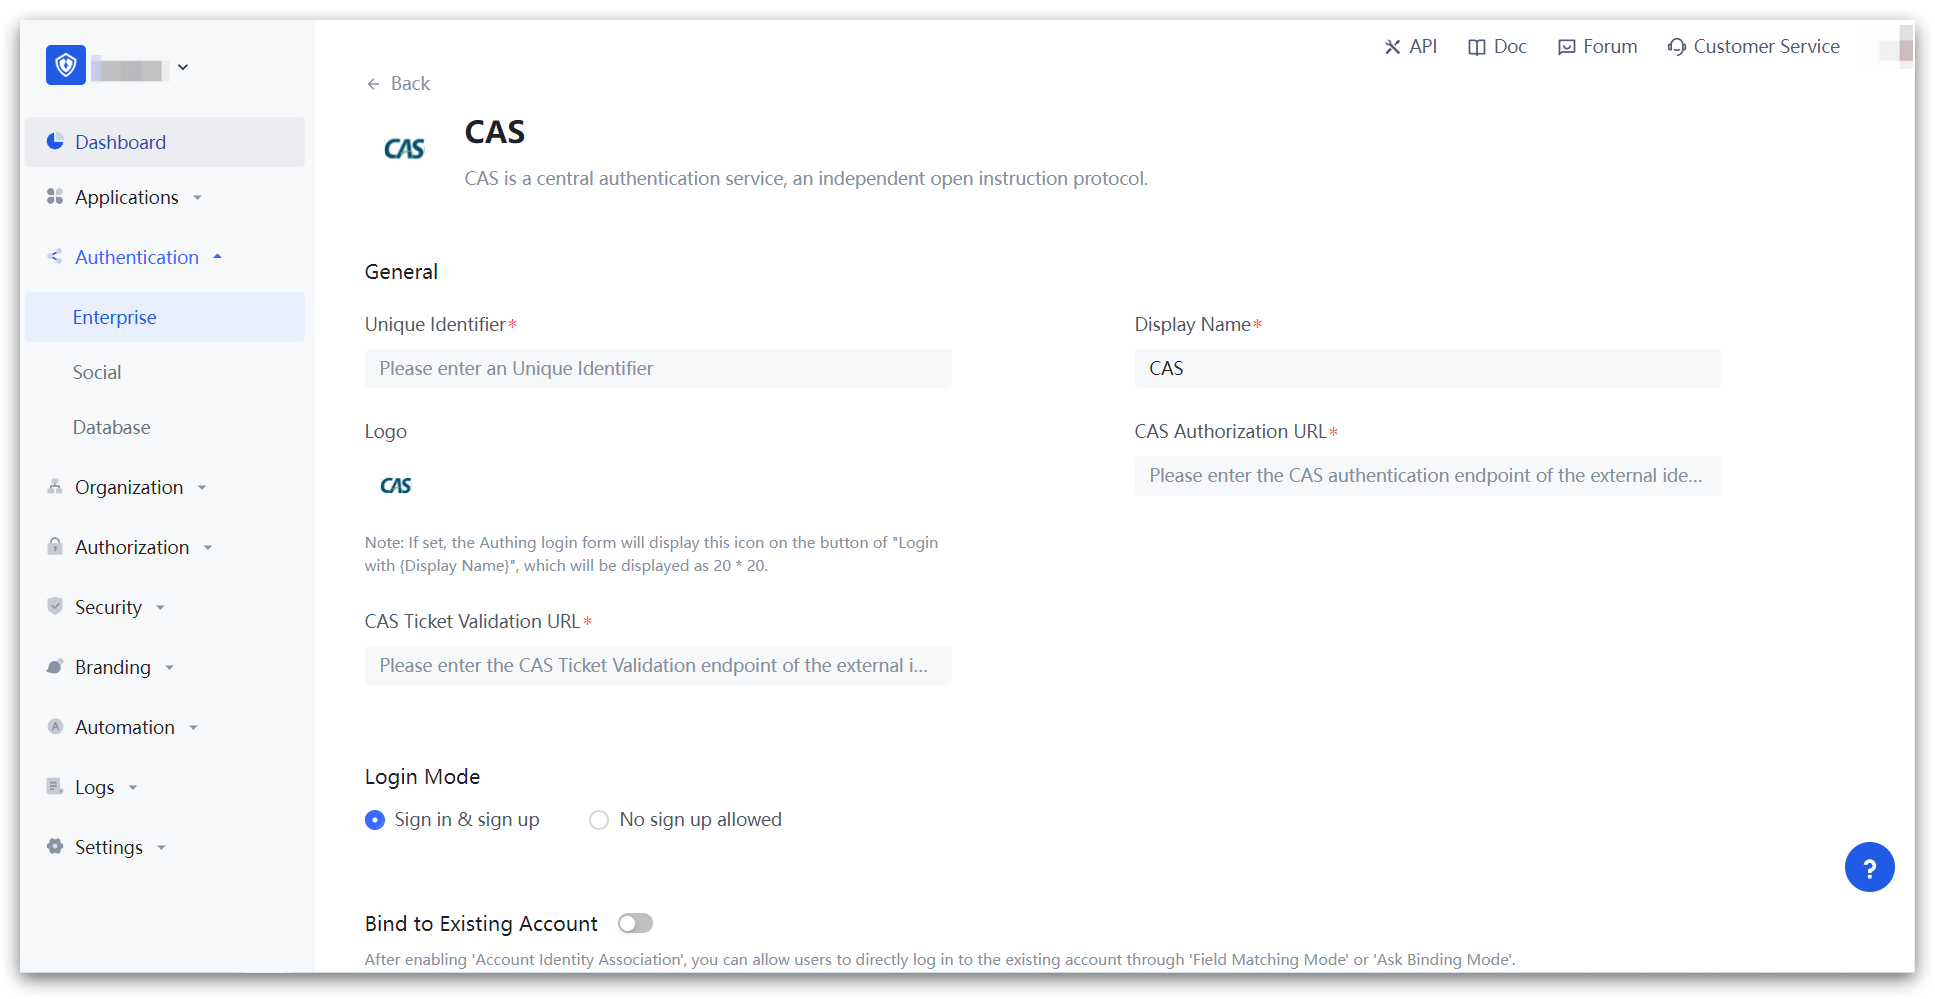 API
Doc
Forum
Customer Service
Back
CAS
CAS
CAS is a central authentication service, an independent open instruction protocol.
Dashboard
Applications
Authentication
Enterprise
Social
Database
Organization
Authorization
Security
Branding
A
Automation
Logs
Settings
General
Unique Identifier*
Please enter an Unique Identifier
Display Name*
CAS
Logo
CAS
CAS Authorization URL*
Please enter the CAS authentication endpoint of the external ide...
Note: If set, the Authing login form will display this icon on the button of "Login
with {Display Name}", which will be displayed as 20 * 20.
CAS Ticket Validation URL*
Please enter the CAS Ticket Validation endpoint of the external i...
Login Mode
Sign in & sign up
No sign up allowed
?
Bind to Existing Account
After enabling 'Account Identity Association', you can allow users to directly log in to the existing account through 'Field Matching Mode' or 'Ask Binding Mode'.